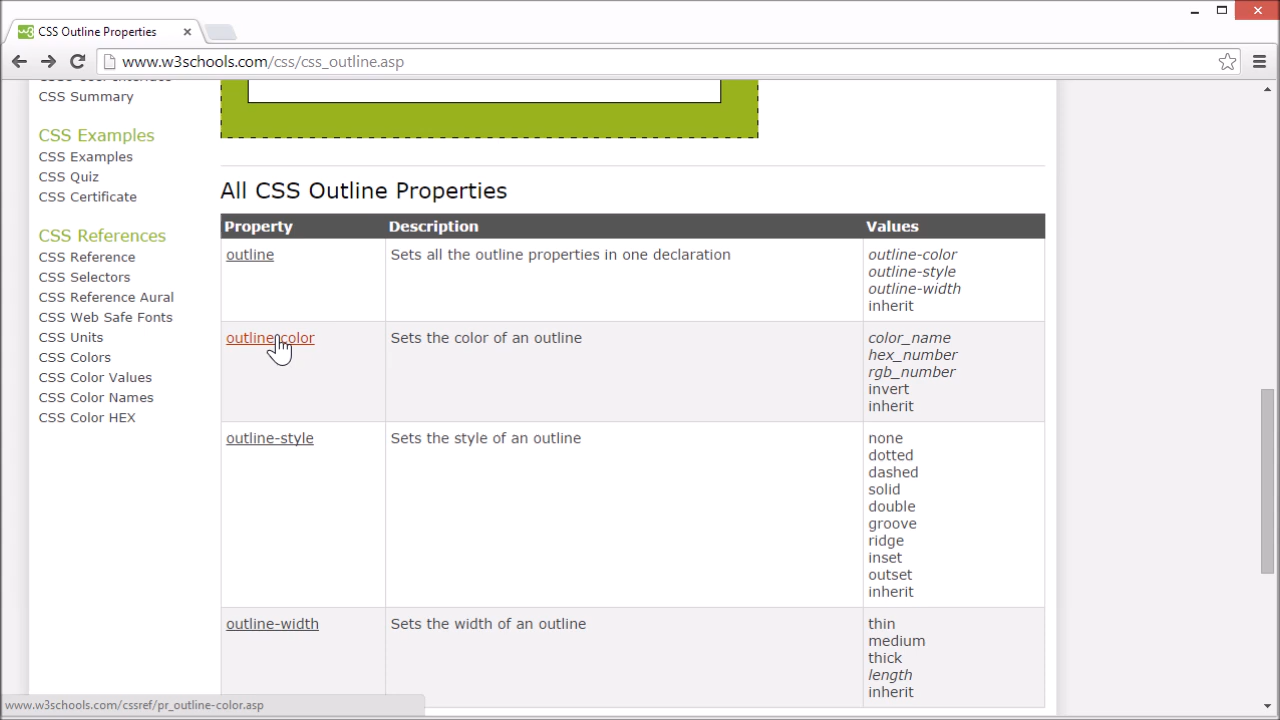 CSS Outline Properties
www.w3schools.com/css/css_outline.asp
CSS Summary
CSS Examples
CSS Examples
CSS Quiz
CSS Certificate
CSS References
CSS Reference
CSS Selectors
CSS Reference Aural
CSS Web Safe Fonts
CSS Units
CSS Colors
CSS Color Values
CSS Color Names
CSS Color HEX
All CSS Outline Properties
Property Description Values
outline Sets all the outline properties in one declaration outline-color
outline-style
outline-width
inherit
outline-color Sets the color of an outline color_name
hex_number
rgb_number
invert
inherit
outline-style Sets the style of an outline none
dotted
dashed
solid
double
groove
ridge
inset
outset
inherit
outline-width Sets the width of an outline thin
medium
thick
length
inherit
www.w3schools.com/cssref/pr_outline-color.asp